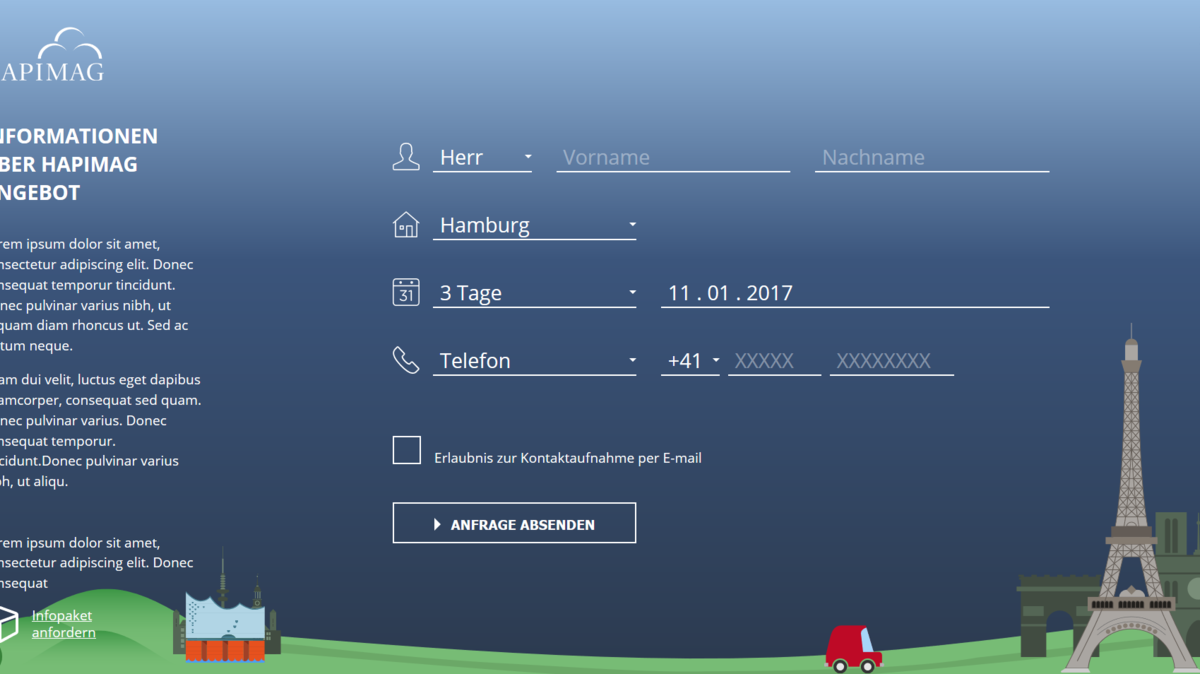 APIMAG
NFORMATIONEN
BER HAPIMAG
NGEBOT
rem ipsum dolor sit amet,
nsectetur adipiscing elit. Donec
nsequat temporur tincidunt.
nec pulvinar varius nibh, ut
quam diam rhoncus ut. Sed ac
tum neque.
am dui velit, luctus eget dapibus
amcorper, consequat sed quam.
nec pulvinar varius. Donec
nsequat temporur.
cidunt.Donec pulvinar varius
bh, ut aliqu.
rem ipsum dolor sit amet,
nsectetur adipiscing elit. Donec
nsequat
Infopaket
anfordern
Herr Vorname Nachname
Hamburg
31 3 Tage 11 . 01 . 2017
Telefon +41 XXXXX XXXXXXXX
Erlaubnis zur Kontaktaufnahme per E-mail
ANFRAGE ABSENDEN